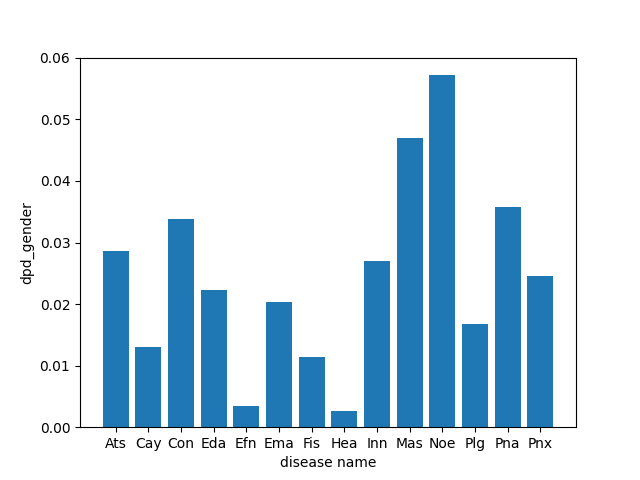 0.06
0.05
0.04
0.03
0.02
0.01
0.00
dpd_gender
Ats Cay Con Eda Efn Ema Fis Hea Inn Mas Noe Plg Pna Pnx
disease name